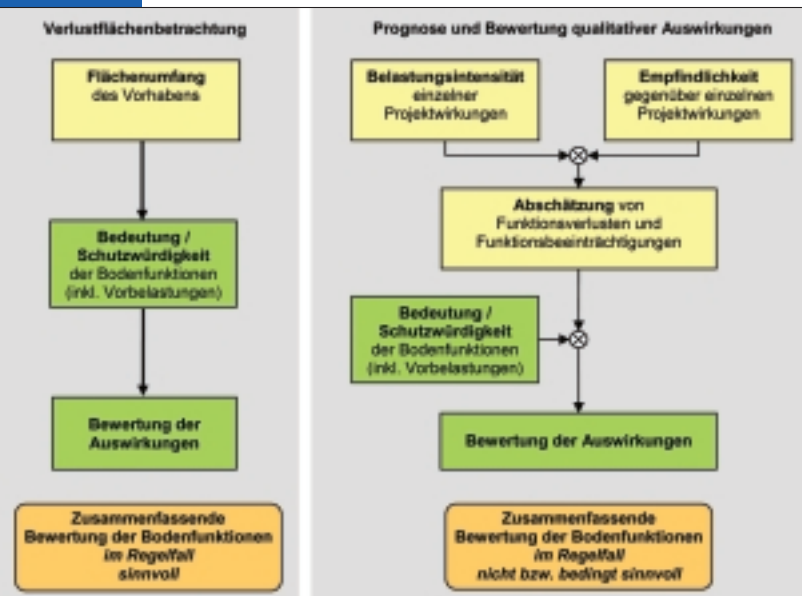 Verlustflächenbetrachtung
Flächenumfang
des Vorhabens
Bedeutung /
Schutzwürdigkeit
der Bodenfunktionen
(inkl. Vorbelastungen)
Bewertung der
Auswirkungen
Zusammenfassende
Bewertung der Bodenfunktionen
im Regelfall
sinnvoll
Prognose und Bewertung qualitativer Auswirkungen
Belastungsintensität
einzelner
Projektwirkungen
Empfindlichkeit
gegenüber einzelnen
Projektwirkungen
Abschätzung von
Funktionsverlusten und
Funktionsbeeinträchtigungen
Bedeutung /
Schutzwürdigkeit
der Bodenfunktionen
(inkl. Vorbelastungen)
Bewertung der Auswirkungen
Zusammenfassende
Bewertung der Bodenfunktionen
im Regelfall
nicht bzw. bedingt sinnvoll